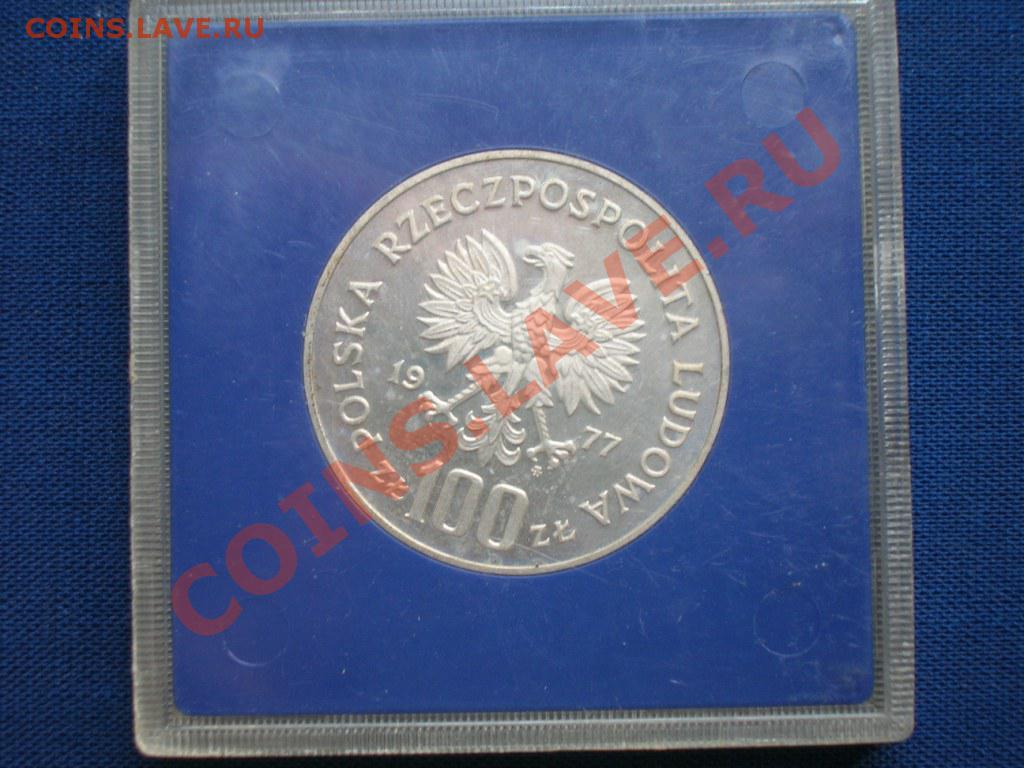 COINS.LAVE.RU
POLSKA RZECZPOSPOLITA LUDOWA
19 77
100 ZŁ
COINS.LAVE.RU